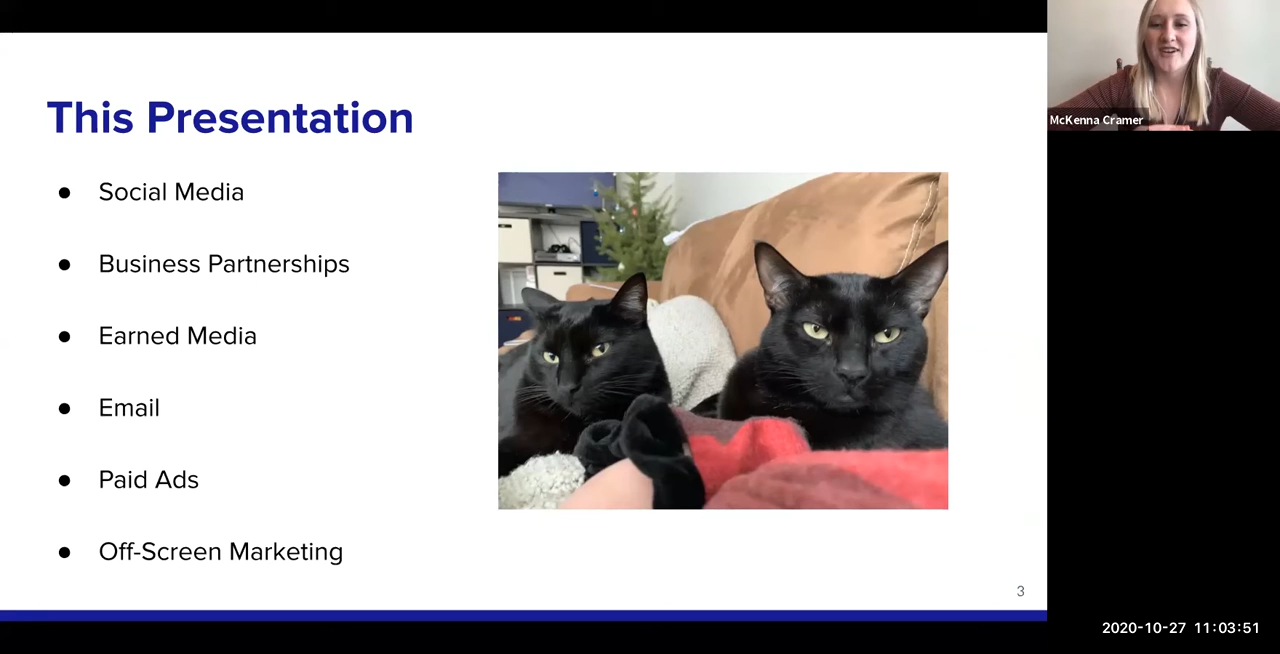 This Presentation
● Social Media
● Business Partnerships
● Earned Media
● Email
● Paid Ads
● Off-Screen Marketing
3
McKenna Cramer
2020-10-27 11:03:51